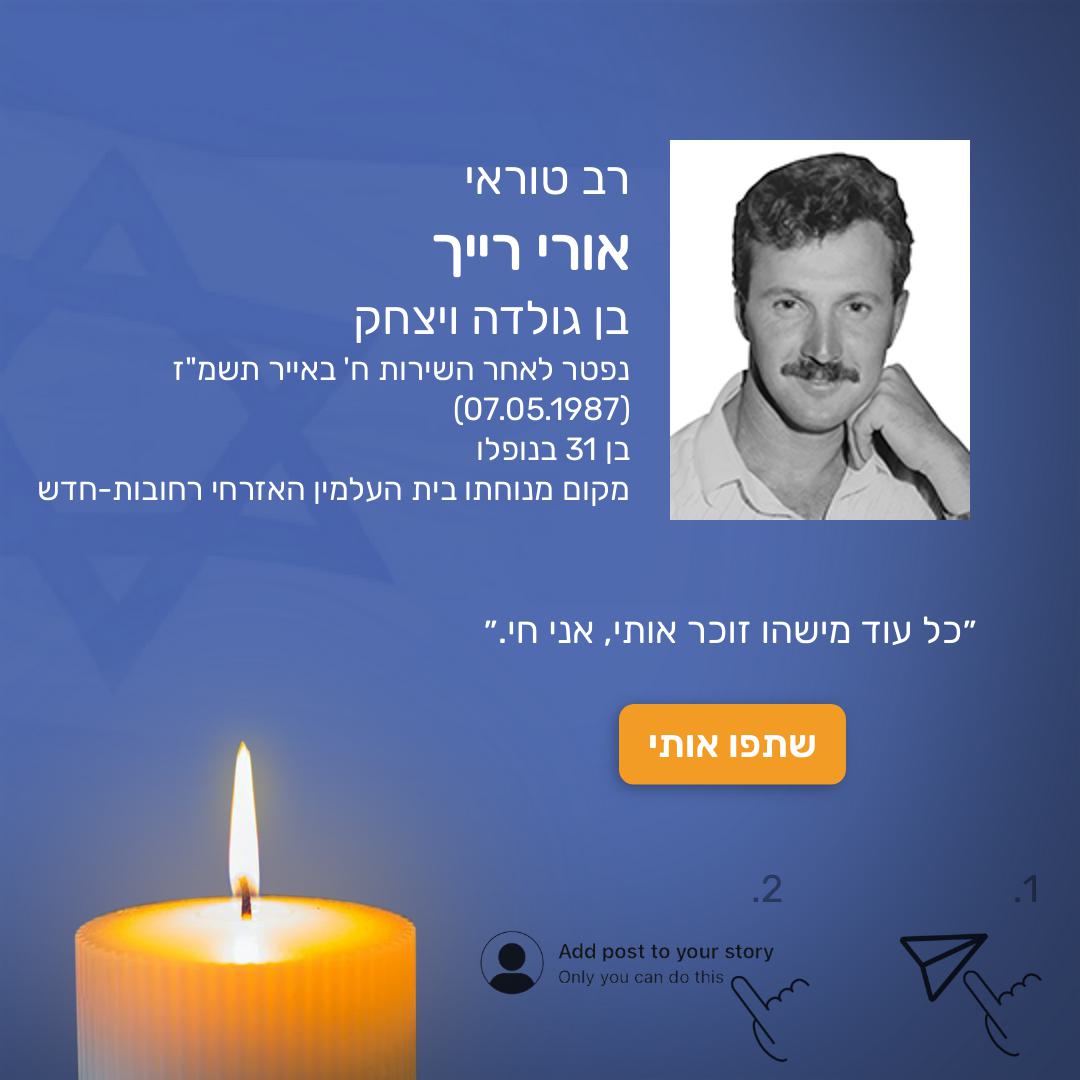 רב טוראי
אורי רייך
בן גולדה ויצחק
נפטר לאחר השירות ח' באייר תשמ"ז
(07.05.1987)
בן 31 בנופלו
מקום מנוחתו בית העלמין האזרחי רחובות-חדש
״כל עוד מישהו זוכר אותי, אני חי.״
שתפו אותי
.1
.2
Add post to your story
Only you can do this